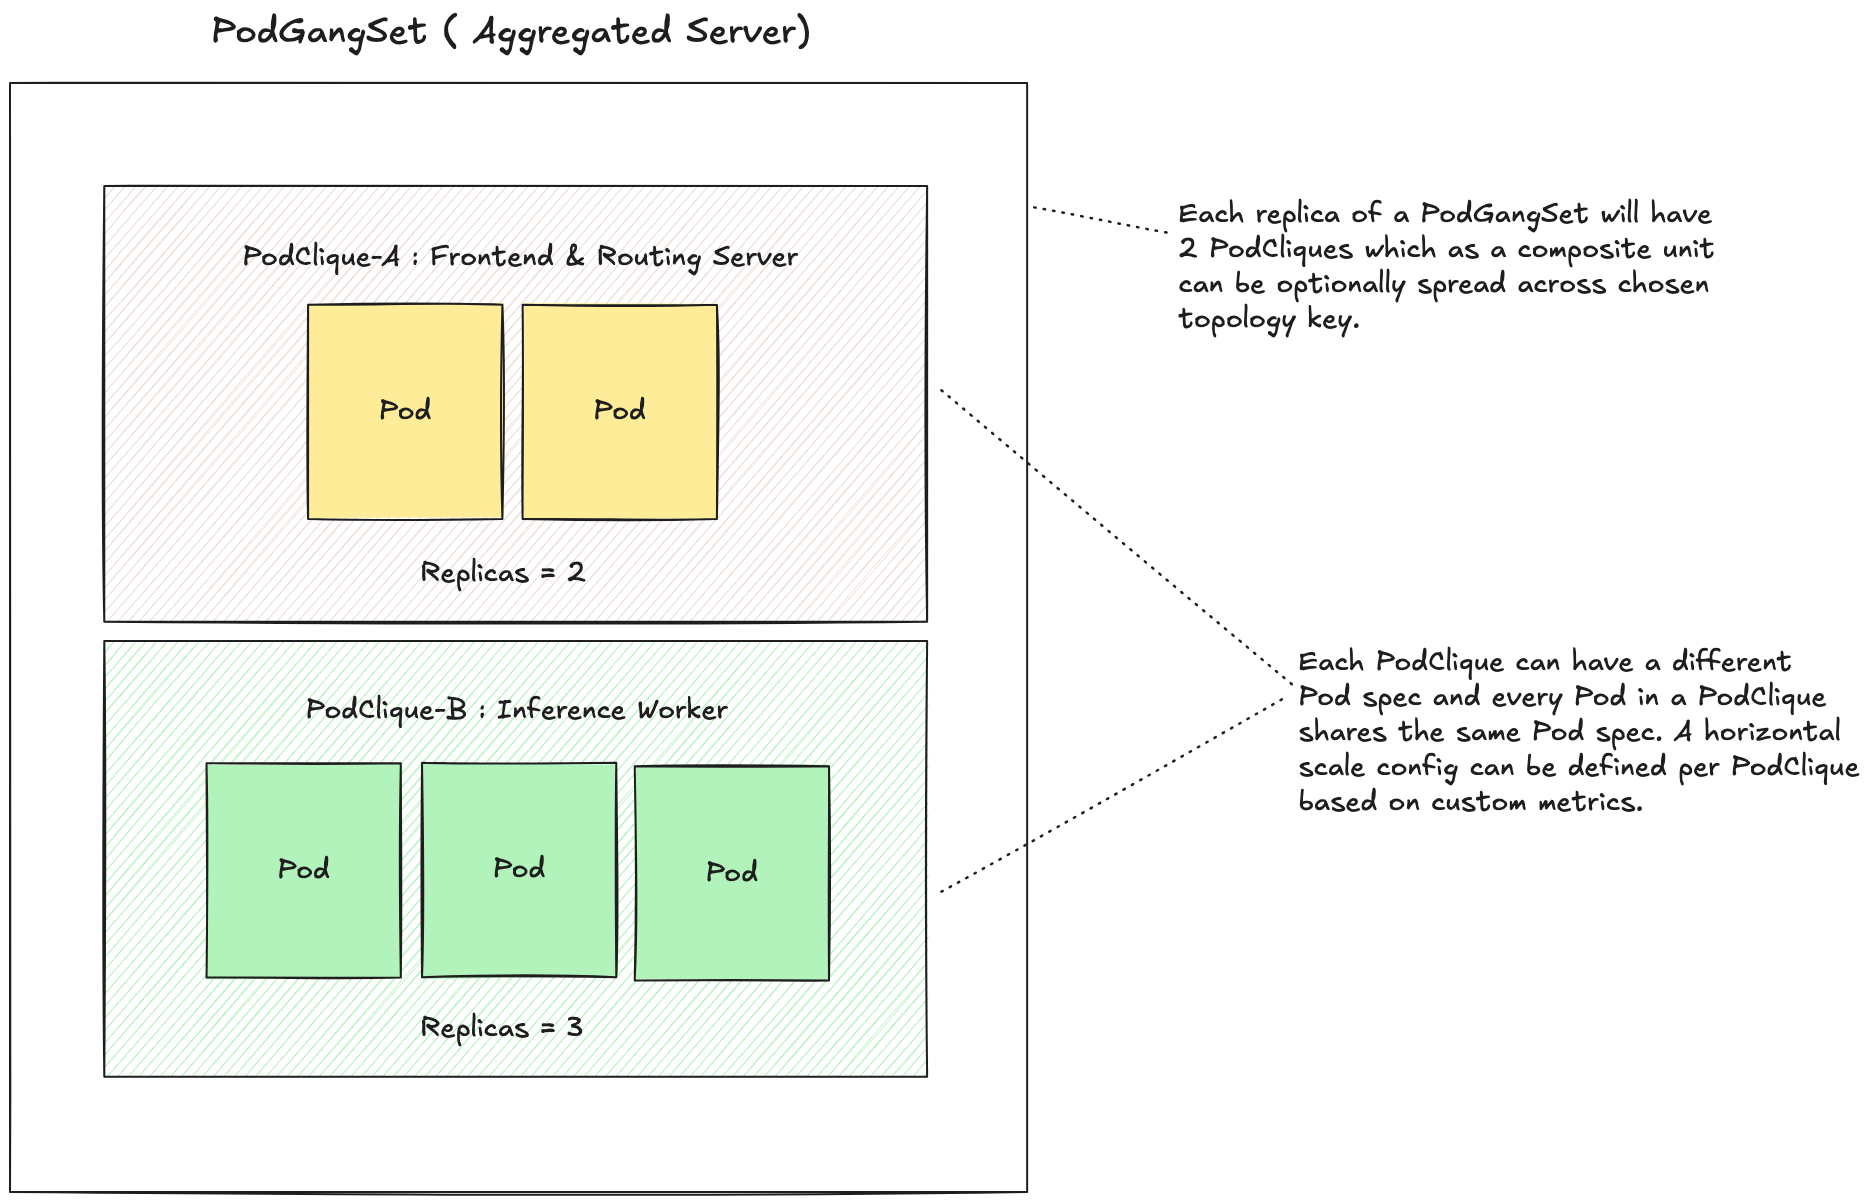 PodGangSet ( Aggregated Server)
PodClique-A : Frontend & Routing Server
Pod
Pod
Replicas = 2
PodClique-B : Inference Worker
Pod
Pod
Pod
Replicas = 3
Each replica of a PodGangSet will have
2 PodCliques which as a composite unit
can be optionally spread across chosen
topology key.
Each PodClique can have a different
Pod spec and every Pod in a PodClique
shares the same Pod spec. A horizontal
scale config can be defined per PodClique
based on custom metrics.